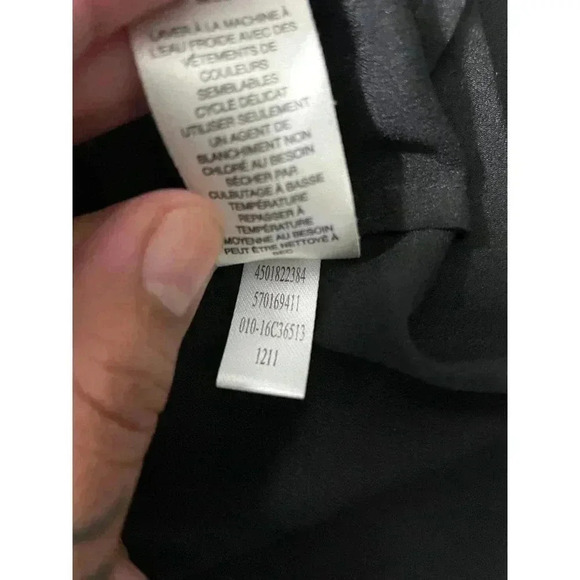 LAVER À LA MACHINE À
L'EAU FROIDE AVEC DES
VÊTEMENTS DE
COULEURS
SEMBLABLES
CYCLE DÉLICAT
UTILISER SEULEMENT
UN AGENT DE
BLANCHIMENT NON
CHLORÉ AU BESOIN
SÉCHER PAR
CULBUTAGE À BASSE
TEMPÉRATURE
REPASSER À
TEMPÉRATURE
MOYENNE AU BESOIN
PEUT ÊTRE NETTOYÉ À
SEC
4501822384
570169411
010-16C36513
1211